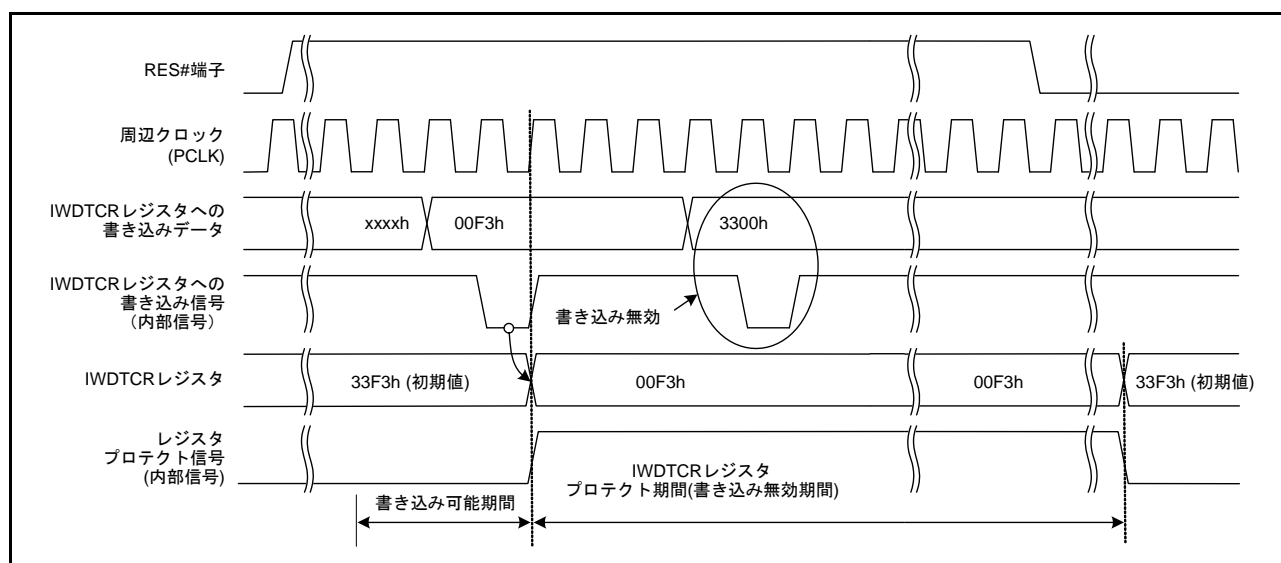 RES#端子
周辺クロック
(PCLK)
IWDTCRレジスタへの
書き込みデータ
xxxxh
00F3h
3300h
IWDTCRレジスタへの
書き込み信号
（内部信号）
書き込み無効
IWDTCRレジスタ
33F3h (初期値)
00F3h
00F3h
33F3h (初期値)
レジスタ
プロテクト信号
(内部信号)
IWDTCRレジスタ
プロテクト期間(書き込み無効期間)
書き込み可能期間